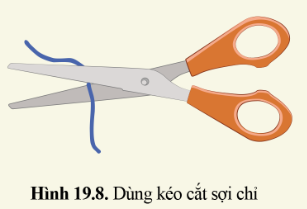 Hình 19.8. Dùng kéo cắt sợi chỉ